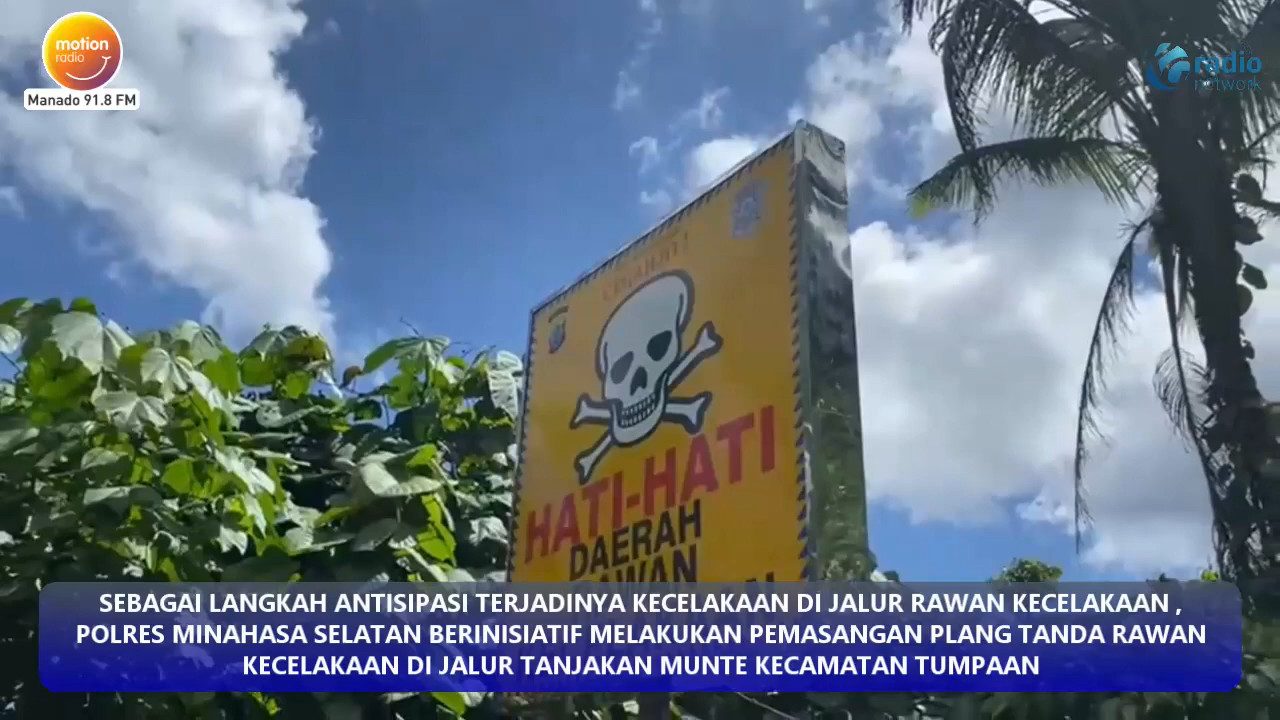 motion
radio
Manado 91.8 FM
radio
network
HATI-HATI
DAERAH
RAWAN
SEBAGAI LANGKAH ANTISIPASI TERJADINYA KECELAKAAN DI JALUR RAWAN KECELAKAAN ,
POLRES MINAHASA SELATAN BERINISIATIF MELAKUKAN PEMASANGAN PLANG TANDA RAWAN
KECELAKAAN DI JALUR TANJAKAN MUNTE KECAMATAN TUMPAAN